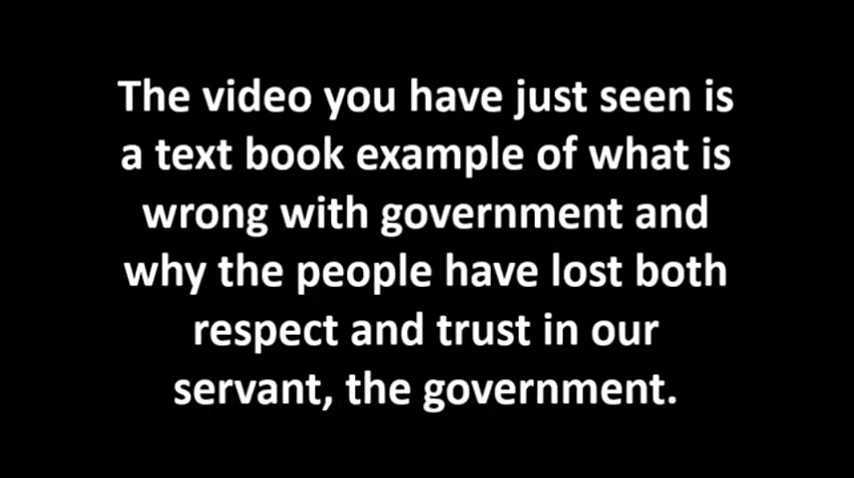 The video you have just seen is
a text book example of what is
wrong with government and
why the people have lost both
respect and trust in our
servant, the government.